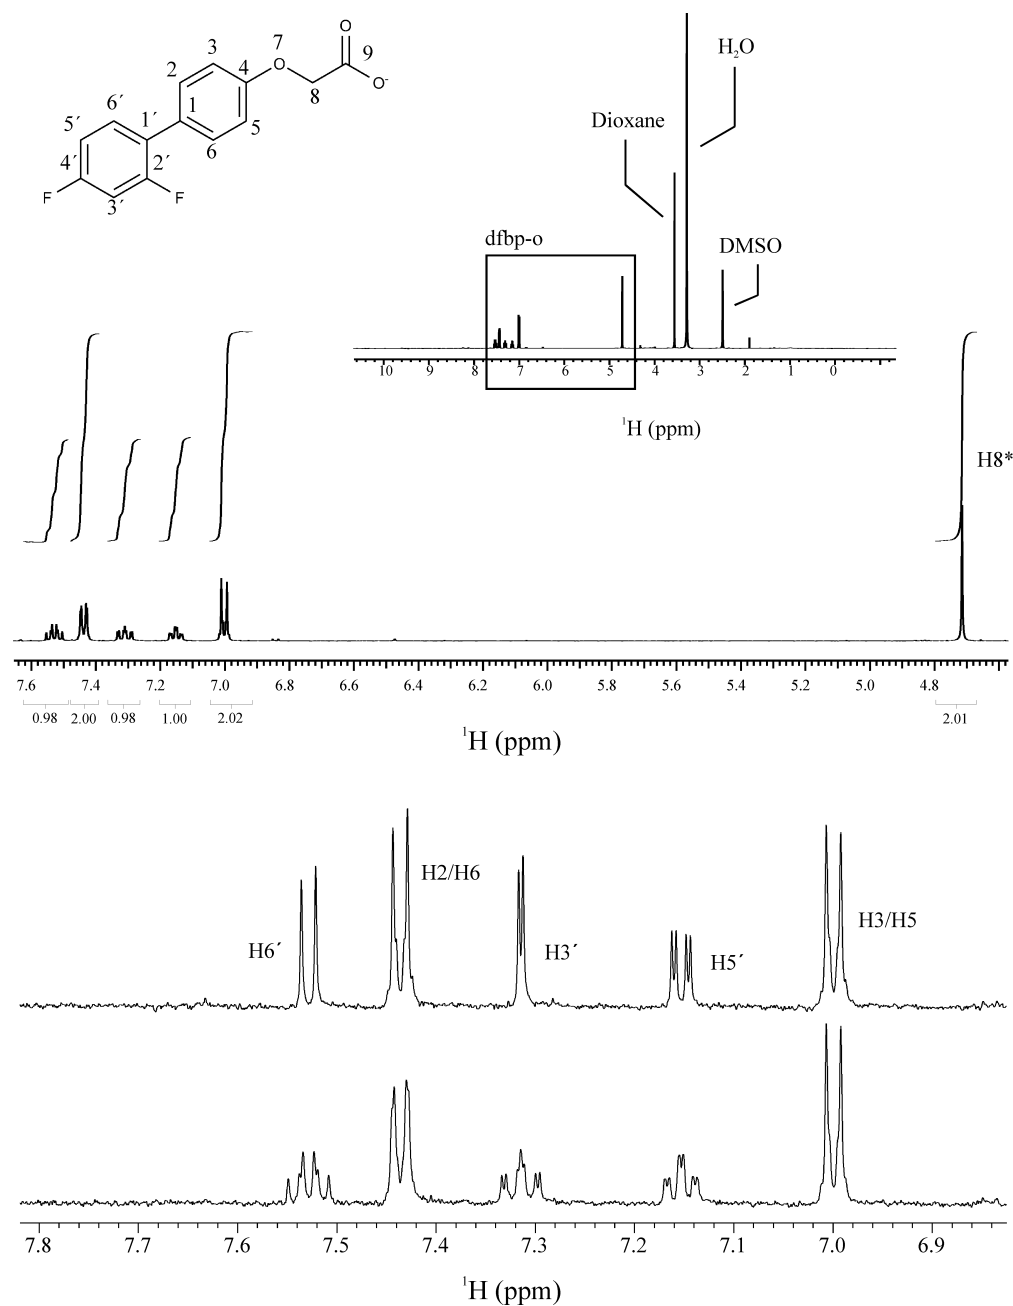 O
7
9
3
O
O⁻
2
4
8
1
6´
5
5´
1´
6
4´
2´
F
3´
F
H₂O
Dioxane
DMSO
dfbp-o
10 9 8 7 6 5 4 3 2 1 0
¹H (ppm)
H8*
7.6 7.4 7.2 7.0 6.8 6.6 6.4 6.2 6.0 5.8 5.6 5.4 5.2 5.0 4.8
0.98 2.00 0.98 1.00 2.02 2.01
¹H (ppm)
H2/H6
H3/H5
H6´
H3´
H5´
7.8 7.7 7.6 7.5 7.4 7.3 7.2 7.1 7.0 6.9
¹H (ppm)